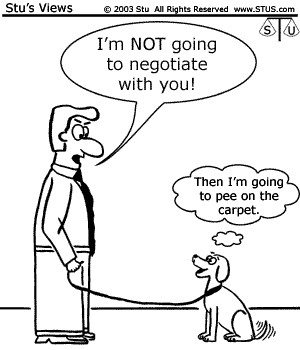 Stu's Views
© 2003 Stu All Rights Reserved www.STUS.com
S T U
I'm NOT going
to negotiate
with you!
Then I'm going
to pee on the
carpet.